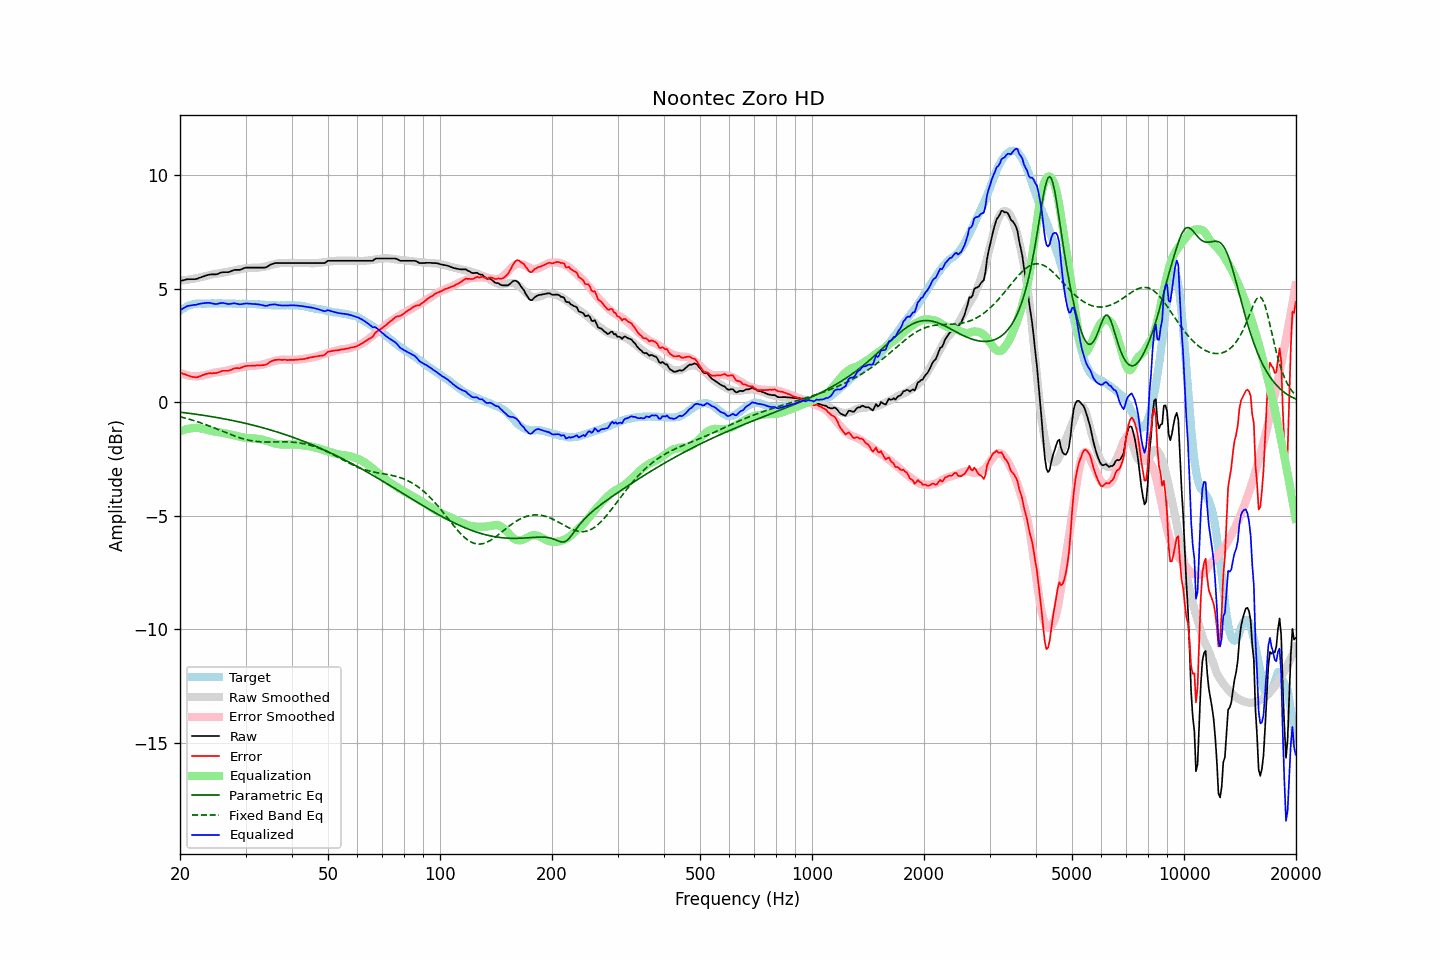 Noontec Zoro HD
Amplitude (dBr)
10
5
0
−5
−10
−15
Target
Raw Smoothed
Error Smoothed
Raw
Error
Equalization
Parametric Eq
Fixed Band Eq
Equalized
20 50 100 200 500 1000 2000 5000 10000 20000
Frequency (Hz)